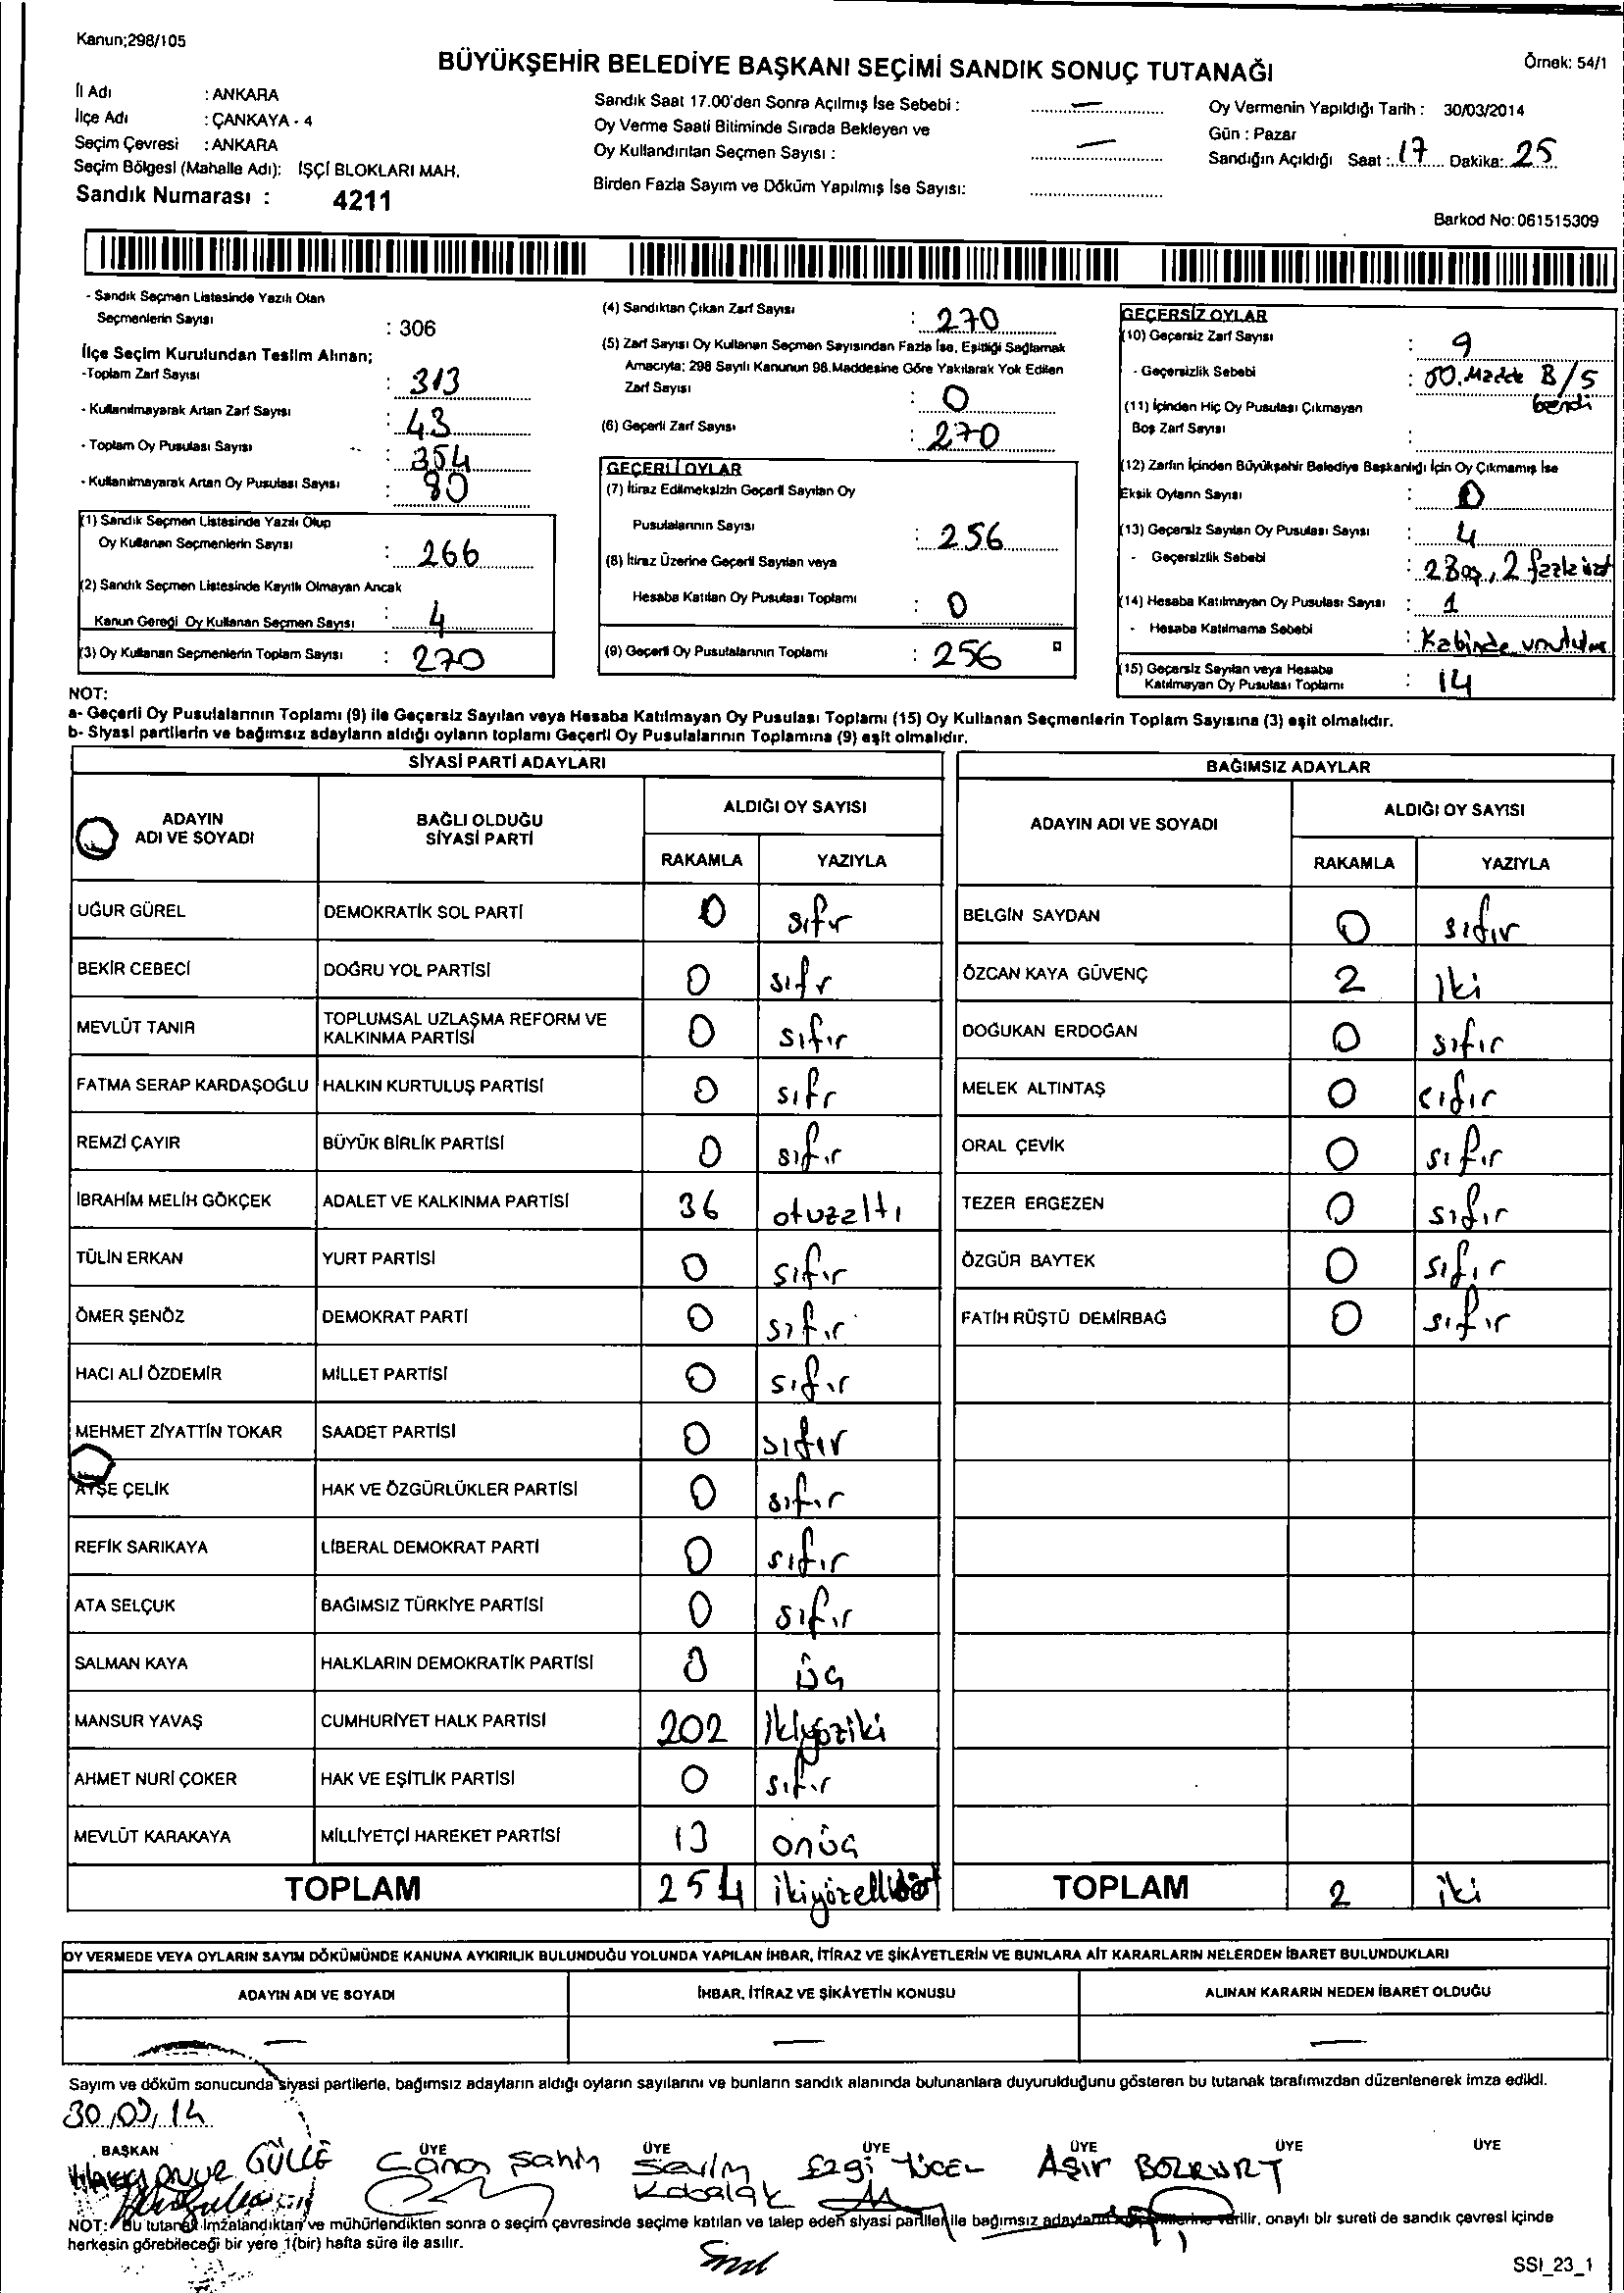 Kanun;298/105
BÜYÜKŞEHİR BELEDİYE BAŞKANI SEÇİMİ SANDIK SONUÇ TUTANAĞI
Örnek: 54/1
İl Adı : ANKARA
İlçe Adı : ÇANKAYA - 4
Seçim Çevresi : ANKARA
Seçim Bölgesi (Mahalle Adı): İŞÇİ BLOKLARI MAH.
Sandık Numarası : 4211
Sandık Saat 17.00'den Sonra Açılmış İse Sebebi : —
Oy Verme Saati Bitiminde Sırada Bekleyen ve
Oy Kullandırılan Seçmen Sayısı : —
Birden Fazla Sayım ve Döküm Yapılmış İse Sayısı:
Oy Vermenin Yapıldığı Tarih : 30/03/2014
Gün : Pazar
Sandığın Açıldığı Saat : 17 Dakika: 25
Barkod No: 061515309
- Sandık Seçmen Listesinde Yazılı Olan
Seçmenlerin Sayısı : 306
İlçe Seçim Kurulundan Teslim Alınan;
-Toplam Zarf Sayısı : 313
- Kullanılmayarak Artan Zarf Sayısı : 43
- Toplam Oy Pusulası Sayısı : 354
- Kullanılmayarak Artan Oy Pusulası Sayısı : 80
(1) Sandık Seçmen Listesinde Yazılı Olup
Oy Kullanan Seçmenlerin Sayısı : 266
(2) Sandık Seçmen Listesinde Kayıtlı Olmayan Ancak
Kanun Gereği Oy Kullanan Seçmen Sayısı : 4
(3) Oy Kullanan Seçmenlerin Toplam Sayısı : 270
(4) Sandıktan Çıkan Zarf Sayısı : 270
(5) Zarf Sayısı Oy Kullanan Seçmen Sayısından Fazla İse, Eşitliği Sağlamak
Amacıyla; 298 Sayılı Kanunun 98.Maddesine Göre Yakılarak Yok Edilen
Zarf Sayısı : 0
(6) Geçerli Zarf Sayısı : 270
GEÇERLİ OYLAR
(7) İtiraz Edilmeksizin Geçerli Sayılan Oy
Pusulalarının Sayısı : 256
(8) İtiraz Üzerine Geçerli Sayılan veya
Hesaba Katılan Oy Pusulası Toplamı : 0
(9) Geçerli Oy Pusulalarının Toplamı : 256
GEÇERSİZ OYLAR
(10) Geçersiz Zarf Sayısı : 9
- Geçersizlik Sebebi : 50. Madde B/5
bendi
(11) İçinden Hiç Oy Pusulası Çıkmayan
Boş Zarf Sayısı :
(12) Zarfın İçinden Büyükşehir Belediye Başkanlığı İçin Oy Çıkmamış İse
Eksik Oyların Sayısı : 0
(13) Geçersiz Sayılan Oy Pusulası Sayısı : 4
- Geçersizlik Sebebi : 2 Boş, 2 fazla
(14) Hesaba Katılmayan Oy Pusulası Sayısı : 1
- Hesaba Katılmama Sebebi : Kabinde
(15) Geçersiz Sayılan veya Hesaba
Katılmayan Oy Pusulası Toplamı : 14
NOT:
a- Geçerli Oy Pusulalarının Toplamı (9) ile Geçersiz Sayılan veya Hesaba Katılmayan Oy Pusulası Toplamı (15) Oy Kullanan Seçmenlerin Toplam Sayısına (3) eşit olmalıdır.
b- Siyasi partilerin ve bağımsız adayların aldığı oyların toplamı Geçerli Oy Pusulalarının Toplamına (9) eşit olmalıdır.
SİYASİ PARTİ ADAYLARI
ADAYIN ADI VE SOYADI
BAĞLI OLDUĞU SİYASİ PARTİ
ALDIĞI OY SAYISI
RAKAMLA YAZIYLA
UĞUR GÜREL DEMOKRATİK SOL PARTİ 0 sıfr
BEKİR CEBECİ DOĞRU YOL PARTİSİ 0 sıfr
MEVLÜT TANIR TOPLUMSAL UZLAŞMA REFORM VE KALKINMA PARTİSİ 0 sıfır
FATMA SERAP KARDAŞOĞLU HALKIN KURTULUŞ PARTİSİ 0 sıfr
REMZİ ÇAYIR BÜYÜK BİRLİK PARTİSİ 0 sıfır
İBRAHİM MELİH GÖKÇEK ADALET VE KALKINMA PARTİSİ 36 otuzaltı
TÜLİN ERKAN YURT PARTİSİ 0 sıfır
ÖMER ŞENÖZ DEMOKRAT PARTİ 0 sıfır
HACI ALİ ÖZDEMİR MİLLET PARTİSİ 0 sıfır
MEHMET ZİYATTİN TOKAR SAADET PARTİSİ 0 sıfır
AYŞE ÇELİK HAK VE ÖZGÜRLÜKLER PARTİSİ 0 sıfır
REFİK SARIKAYA LİBERAL DEMOKRAT PARTİ 0 sıfır
ATA SELÇUK BAĞIMSIZ TÜRKİYE PARTİSİ 0 sıfır
SALMAN KAYA HALKLARIN DEMOKRATİK PARTİSİ 3 üç
MANSUR YAVAŞ CUMHURİYET HALK PARTİSİ 202 İkiyüziki
AHMET NURİ ÇOKER HAK VE EŞİTLİK PARTİSİ 0 sıfır
MEVLÜT KARAKAYA MİLLİYETÇİ HAREKET PARTİSİ 13 onüç
TOPLAM 254 ikiyüzellidört
BAĞIMSIZ ADAYLAR
ADAYIN ADI VE SOYADI
ALDIĞI OY SAYISI
RAKAMLA YAZIYLA
BELGİN SAYDAN 0 sıfır
ÖZCAN KAYA GÜVENÇ 2 İki
DOĞUKAN ERDOĞAN 0 sıfır
MELEK ALTINTAŞ 0 sıfır
ORAL ÇEVİK 0 sıfır
TEZER ERGEZEN 0 sıfır
ÖZGÜR BAYTEK 0 sıfır
FATİH RÜŞTÜ DEMİRBAĞ 0 sıfır
TOPLAM 2 iki
OY VERMEDE VEYA OYLARIN SAYIM DÖKÜMÜNDE KANUNA AYKIRILIK BULUNDUĞU YOLUNDA YAPILAN İHBAR, İTİRAZ VE ŞİKÂYETLERİN VE BUNLARA AİT KARARLARIN NELERDEN İBARET BULUNDUKLARI
ADAYIN ADI VE SOYADI İHBAR, İTİRAZ VE ŞİKÂYETİN KONUSU ALINAN KARARIN NEDEN İBARET OLDUĞU
— — —
Sayım ve döküm sonucunda siyasi partilerle, bağımsız adayların aldığı oyların sayılarını ve bunların sandık alanında bulunanlara duyurulduğunu gösteren bu tutanak tarafımızdan düzenlenerek imza edildi.
30/03/14
BAŞKAN ÜYE ÜYE ÜYE ÜYE ÜYE ÜYE
GÜLLE Şahin Sevim Ezgi YÜCEL Aşır BOZKURT
Kabalak
NOT: Bu tutanak İmzalandıktan ve mühürlendikten sonra o seçim çevresinde seçime katılan ve talep eden siyasi partiler ile bağımsız verilir, onaylı bir sureti de sandık çevresi içinde
herkesin görebileceği bir yere 1(bir) hafta süre ile asılır.
SSI_23_1